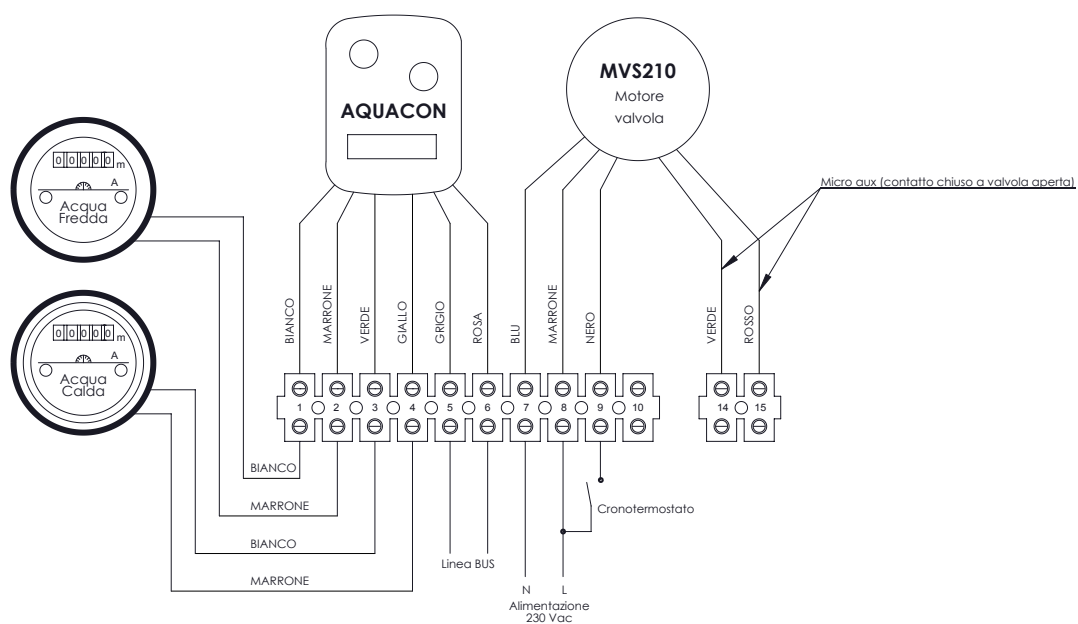 AQUACON
MVS210
Motore
valvola
Micro aux (contatto chiuso a valvola aperta)
0 0 0 0 0 m
A
Acqua
Fredda
0 0 0 0 0 m
A
Acqua
Calda
BIANCO
MARRONE
VERDE
GIALLO
GRIGIO
ROSA
BLU
MARRONE
NERO
VERDE
ROSSO
1 2 3 4 5 6 7 8 9 10 14 15
BIANCO
MARRONE
BIANCO
MARRONE
Cronotermostato
Linea BUS
N L
Alimentazione
230 Vac